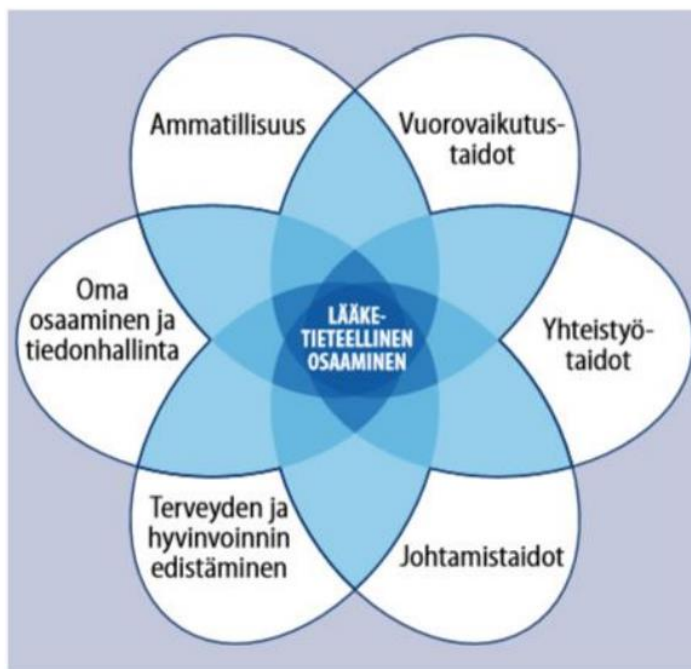 Ammatillisuus
Vuorovaikutus-
taidot
Oma
osaaminen ja
tiedonhallinta
LÄÄKE-
TIETEELLINEN
OSAAMINEN
Yhteistyö-
taidot
Terveyden ja
hyvinvoinnin
edistäminen
Johtamistaidot